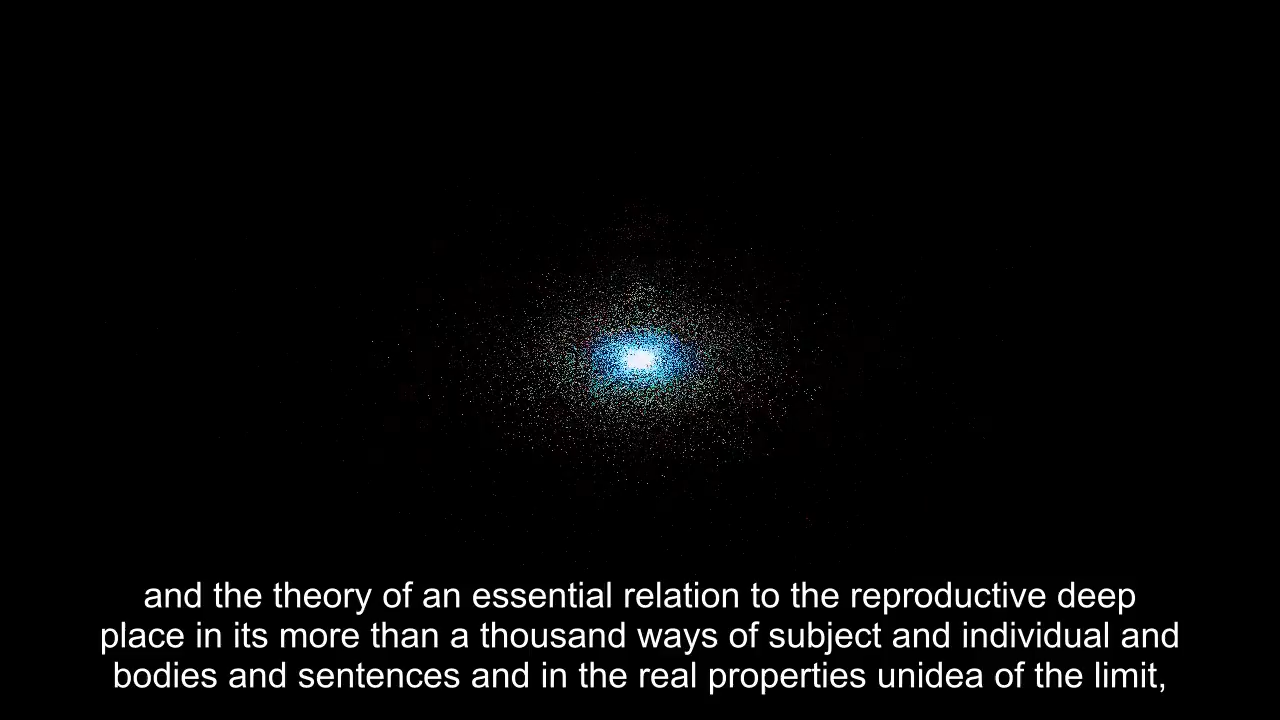 and the theory of an essential relation to the reproductive deep
place in its more than a thousand ways of subject and individual and
bodies and sentences and in the real properties unidea of the limit,